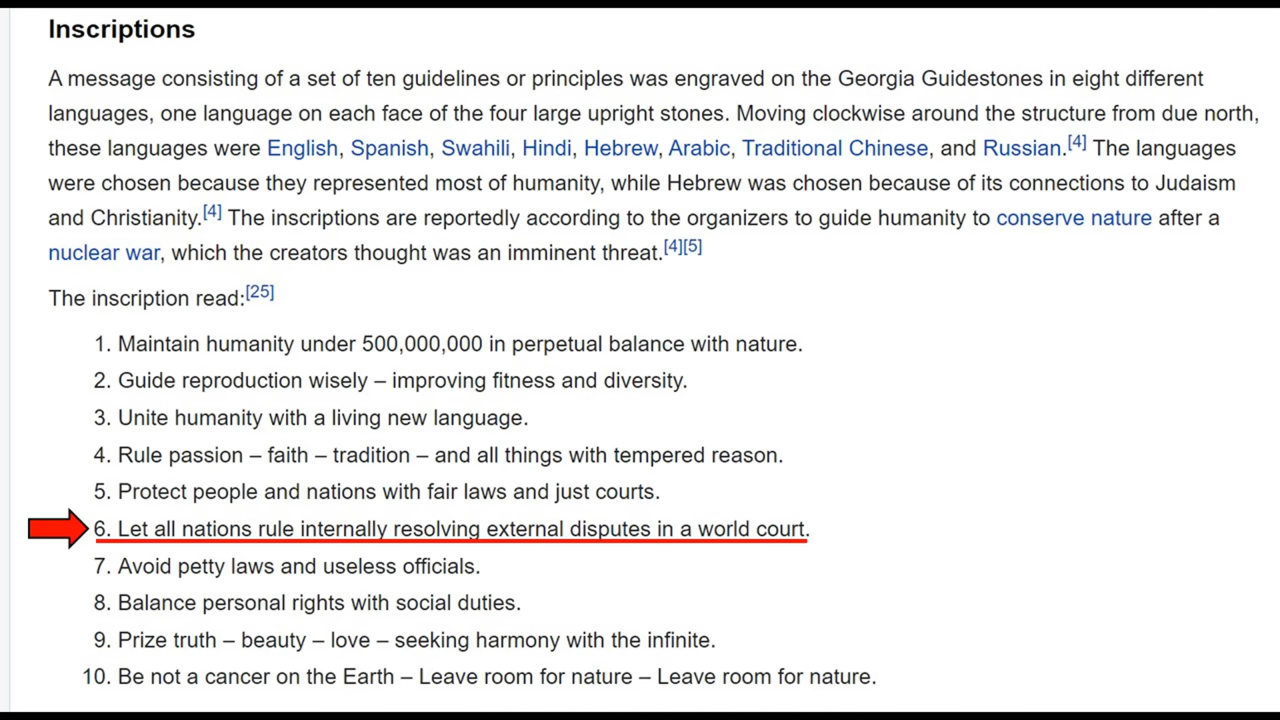 Inscriptions
A message consisting of a set of ten guidelines or principles was engraved on the Georgia Guidestones in eight different
languages, one language on each face of the four large upright stones. Moving clockwise around the structure from due north,
these languages were English, Spanish, Swahili, Hindi, Hebrew, Arabic, Traditional Chinese, and Russian.[4] The languages
were chosen because they represented most of humanity, while Hebrew was chosen because of its connections to Judaism
and Christianity.[4] The inscriptions are reportedly according to the organizers to guide humanity to conserve nature after a
nuclear war, which the creators thought was an imminent threat.[4][5]
The inscription read:[25]
1. Maintain humanity under 500,000,000 in perpetual balance with nature.
2. Guide reproduction wisely – improving fitness and diversity.
3. Unite humanity with a living new language.
4. Rule passion – faith – tradition – and all things with tempered reason.
5. Protect people and nations with fair laws and just courts.
6. Let all nations rule internally resolving external disputes in a world court.
7. Avoid petty laws and useless officials.
8. Balance personal rights with social duties.
9. Prize truth – beauty – love – seeking harmony with the infinite.
10. Be not a cancer on the Earth – Leave room for nature – Leave room for nature.